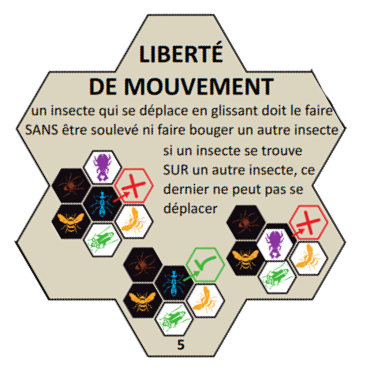 LIBERTÉ
DE MOUVEMENT
un insecte qui se déplace en glissant doit le faire
SANS être soulevé ni faire bouger un autre insecte
si un insecte se trouve
SUR un autre insecte, ce
dernier ne peut pas se
déplacer
5